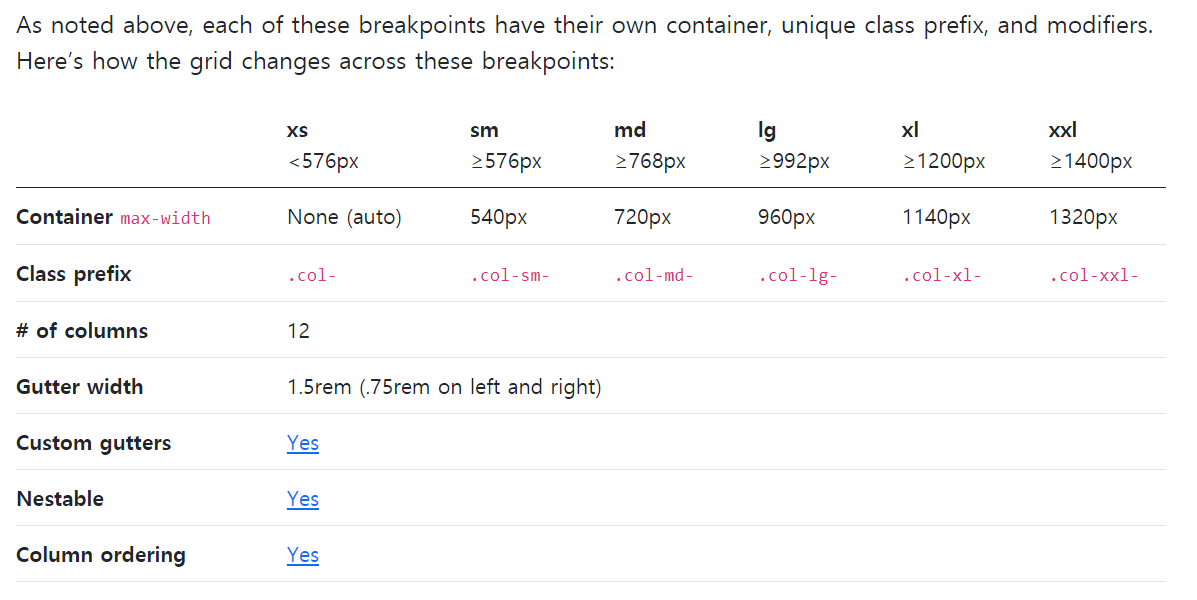 As noted above, each of these breakpoints have their own container, unique class prefix, and modifiers.
Here’s how the grid changes across these breakpoints:
xs sm md lg xl xxl
<576px ≥576px ≥768px ≥992px ≥1200px ≥1400px
Container max-width None (auto) 540px 720px 960px 1140px 1320px
Class prefix .col- .col-sm- .col-md- .col-lg- .col-xl- .col-xxl-
# of columns 12
Gutter width 1.5rem (.75rem on left and right)
Custom gutters Yes
Nestable Yes
Column ordering Yes